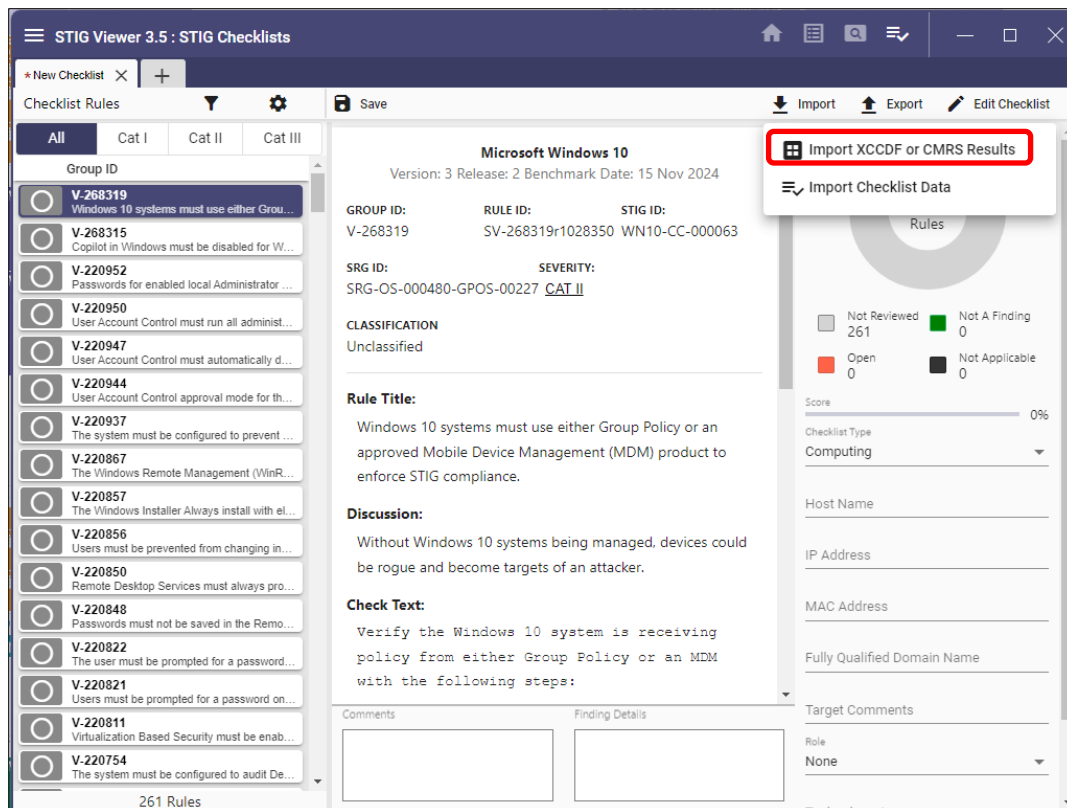 STIG Viewer 3.5 : STIG Checklists
*New Checklist
Checklist Rules
Save
Import
Export
Edit Checklist
All
Cat I
Cat II
Cat III
Import XCCDF or CMRS Results
Import Checklist Data
Group ID
V-268319
Windows 10 systems must use either Grou...
V-268315
Copilot in Windows must be disabled for W...
V-220952
Passwords for enabled local Administrator ...
V-220950
User Account Control must run all administ...
V-220947
User Account Control must automatically d...
V-220944
User Account Control approval mode for th...
V-220937
The system must be configured to prevent ...
V-220867
The Windows Remote Management (WinR...
V-220857
The Windows Installer Always install with el...
V-220856
Users must be prevented from changing in...
V-220850
Remote Desktop Services must always pro...
V-220848
Passwords must not be saved in the Remo...
V-220822
The user must be prompted for a password...
V-220821
Users must be prompted for a password on...
V-220811
Virtualization Based Security must be enab...
V-220754
The system must be configured to audit De...
261 Rules
Microsoft Windows 10
Version: 3 Release: 2 Benchmark Date: 15 Nov 2024
GROUP ID: RULE ID: STIG ID:
V-268319 SV-268319r1028350 WN10-CC-000063
SRG ID: SEVERITY:
SRG-OS-000480-GPOS-00227 CAT II
CLASSIFICATION
Unclassified
Rule Title:
Windows 10 systems must use either Group Policy or an
approved Mobile Device Management (MDM) product to
enforce STIG compliance.
Discussion:
Without Windows 10 systems being managed, devices could
be rogue and become targets of an attacker.
Check Text:
Verify the Windows 10 system is receiving
policy from either Group Policy or an MDM
with the following steps:
Comments
Finding Details
Rules
Not Reviewed
261
Not A Finding
0
Open
0
Not Applicable
0
Score
0%
Checklist Type
Computing
Host Name
IP Address
MAC Address
Fully Qualified Domain Name
Target Comments
Role
None